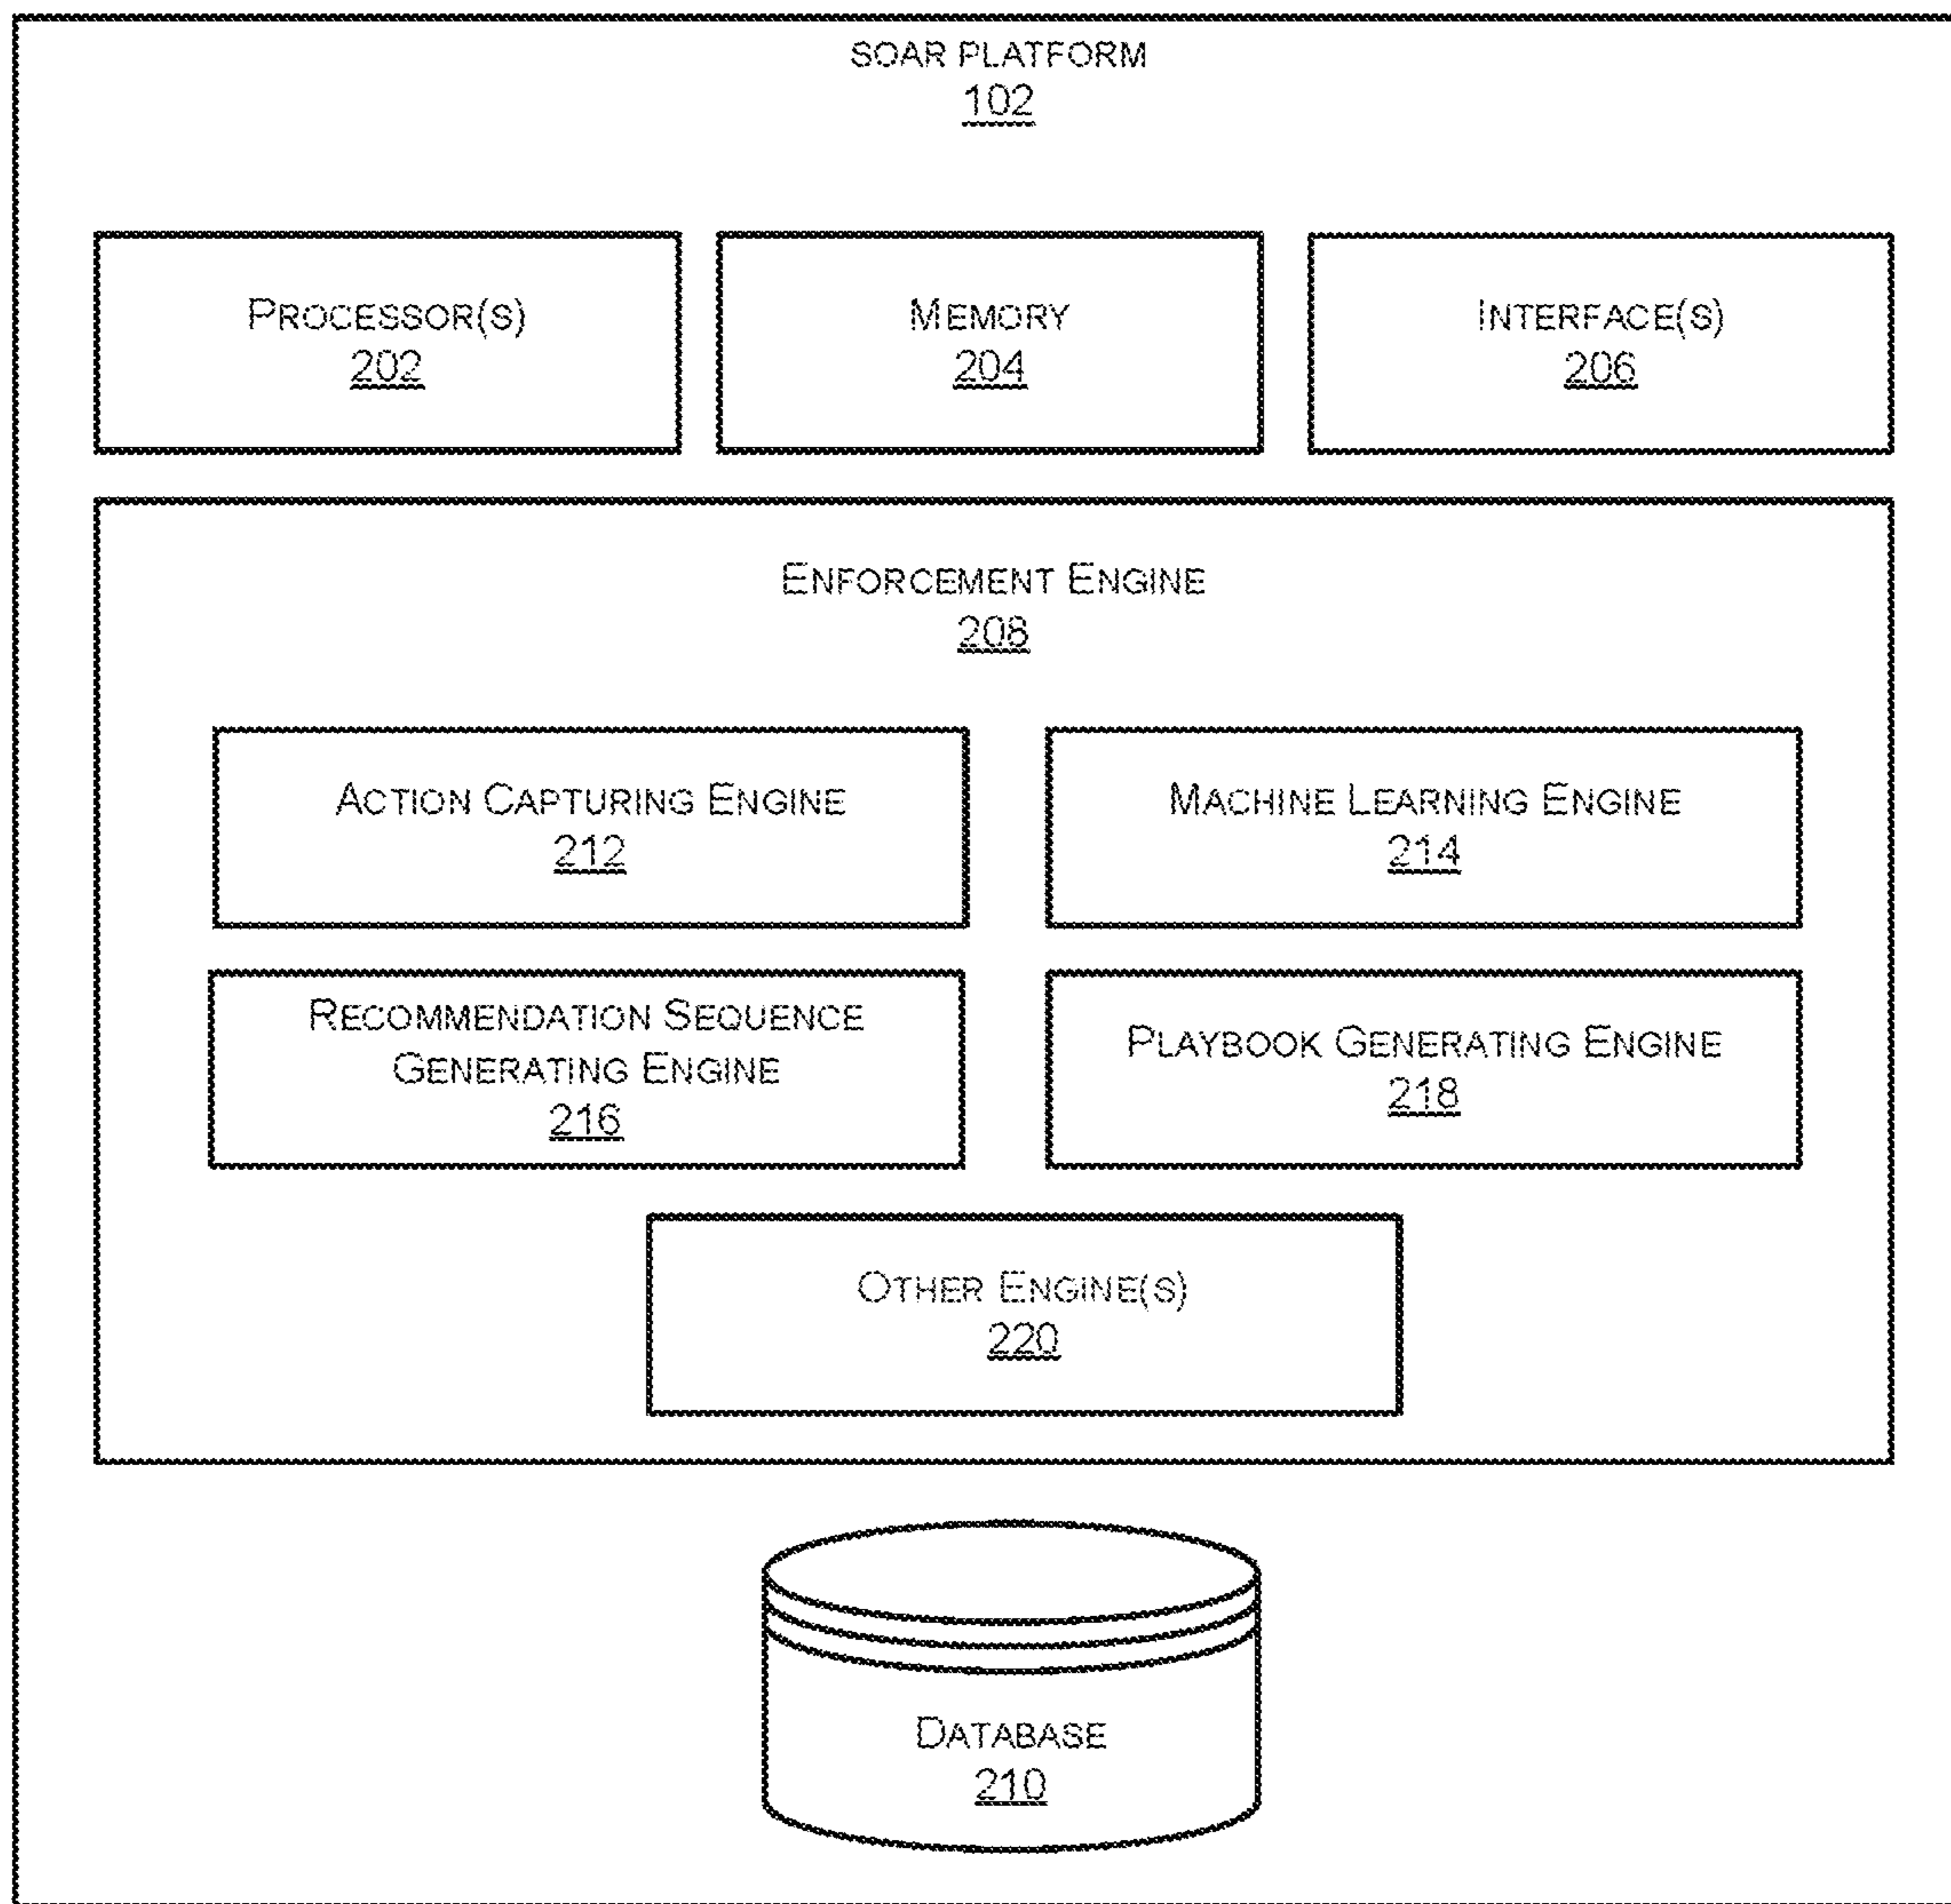 SOAR PLATFORM
102
PROCESSOR(S)
202
MEMORY
204
INTERFACE(S)
206
ENFORCEMENT ENGINE
208
ACTION CAPTURING ENGINE
212
MACHINE LEARNING ENGINE
214
RECOMMENDATION SEQUENCE
GENERATING ENGINE
216
PLAYBOOK GENERATING ENGINE
218
OTHER ENGINE(S)
220
DATABASE
210